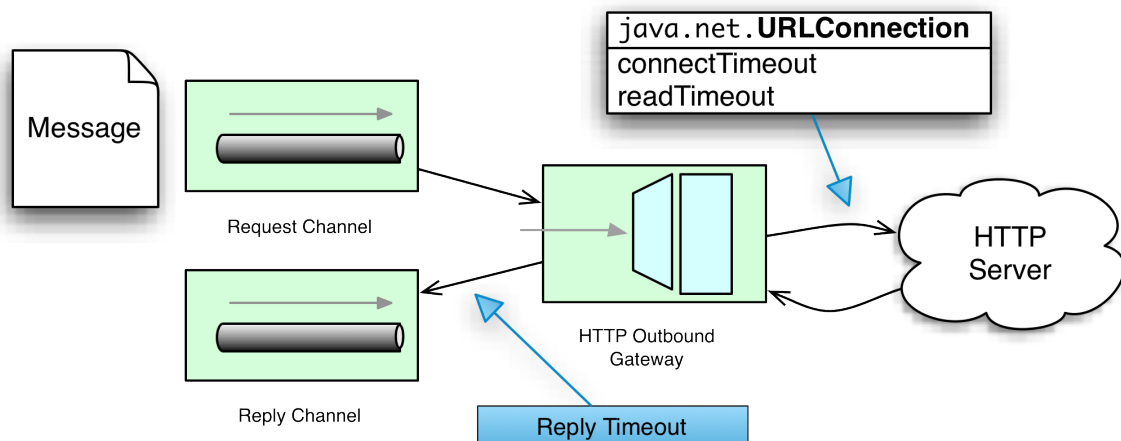 java.net.URLConnection
connectTimeout
readTimeout
Message
Request Channel
HTTP
Server
HTTP Outbound
Gateway
Reply Channel
Reply Timeout